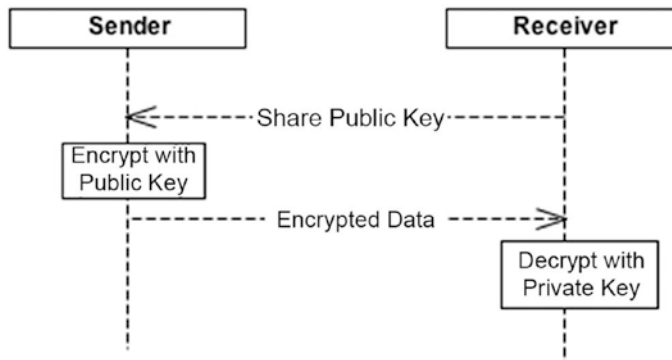 Sender
Receiver
Share Public Key
Encrypt with
Public Key
Encrypted Data
Decrypt with
Private Key